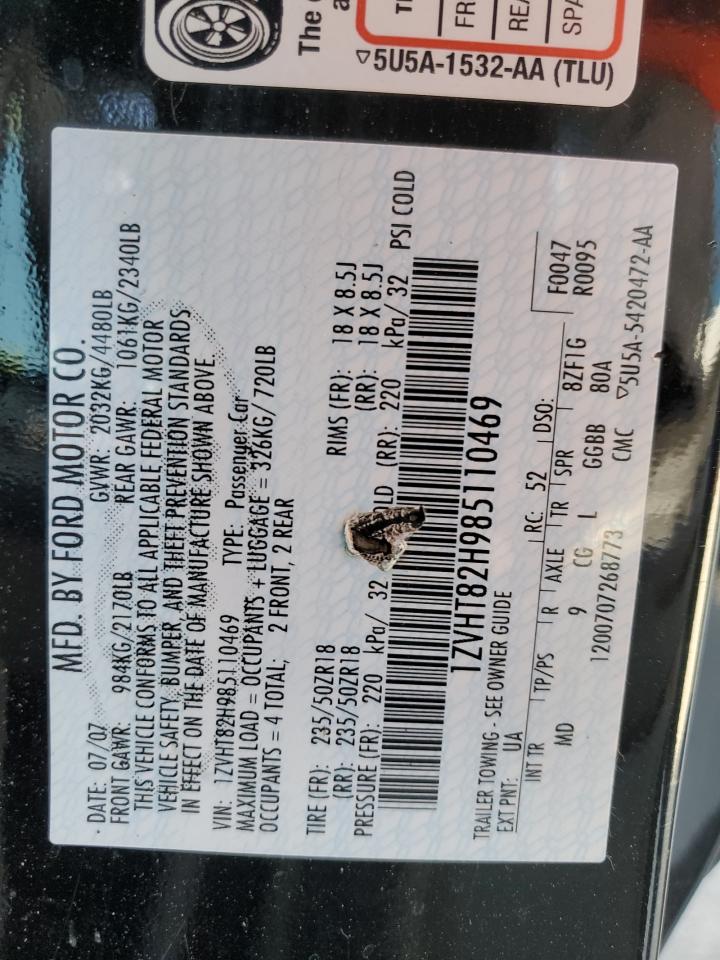 The
a
FR
REA
SPA
▽5U5A-1532-AA (TLU)
MFD. BY FORD MOTOR CO.
DATE: 07/07 GVWR: 2032KG/4480LB
FRONT GAWR: 984KG/2170LB REAR GAWR: 1061KG/2340LB
THIS VEHICLE CONFORMS TO ALL APPLICABLE FEDERAL MOTOR
VEHICLE SAFETY, BUMPER, AND THEFT PREVENTION STANDARDS
IN EFFECT ON THE DATE OF MANUFACTURE SHOWN ABOVE.
VIN: 1ZVHT82H985110469 TYPE: Passenger Car
MAXIMUM LOAD = OCCUPANTS + LUGGAGE = 326KG/720LB
OCCUPANTS = 4 TOTAL; 2 FRONT, 2 REAR
TIRE (FR): 235/50ZR18 RIMS (FR): 18 X 8.5J
(RR): 235/50ZR18 (RR): 18 X 8.5J
PRESSURE (FR): 220 kPa/ 32 LD (RR): 220 kPa/ 32 PSI COLD
1ZVHT82H985110469
TRAILER TOWING - SEE OWNER GUIDE
EXT PNT: UA RC: 52 DSO: F0047
INT TR TP/PS R AXLE TR SPR 8ZF1G R0095
MD 9 CG L GGBB 80A
1200707268773 CMC ▽5U5A-5420472-AA